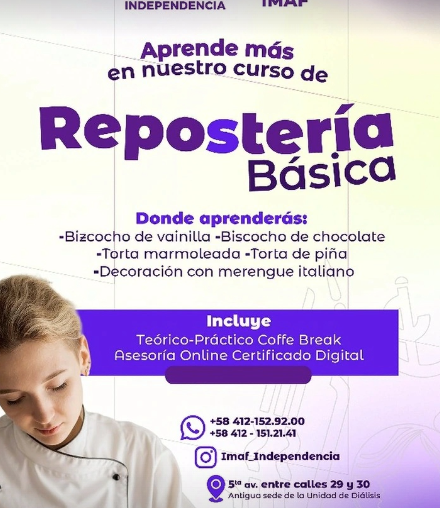 INDEPENDENCIA
IMAF
Aprende más
en nuestro curso de
Repostería
Básica
Donde aprenderás:
-Bizcocho de vainilla -Biscocho de chocolate
-Torta marmoleada -Torta de piña
-Decoración con merengue italiano
Incluye
Teórico-Práctico Coffe Break
Asesoría Online Certificado Digital
+58 412-152.92.00
+58 412 - 151.21.41
Imaf_Independencia
5ta av. entre calles 29 y 30
Antigua sede de la Unidad de Diálisis